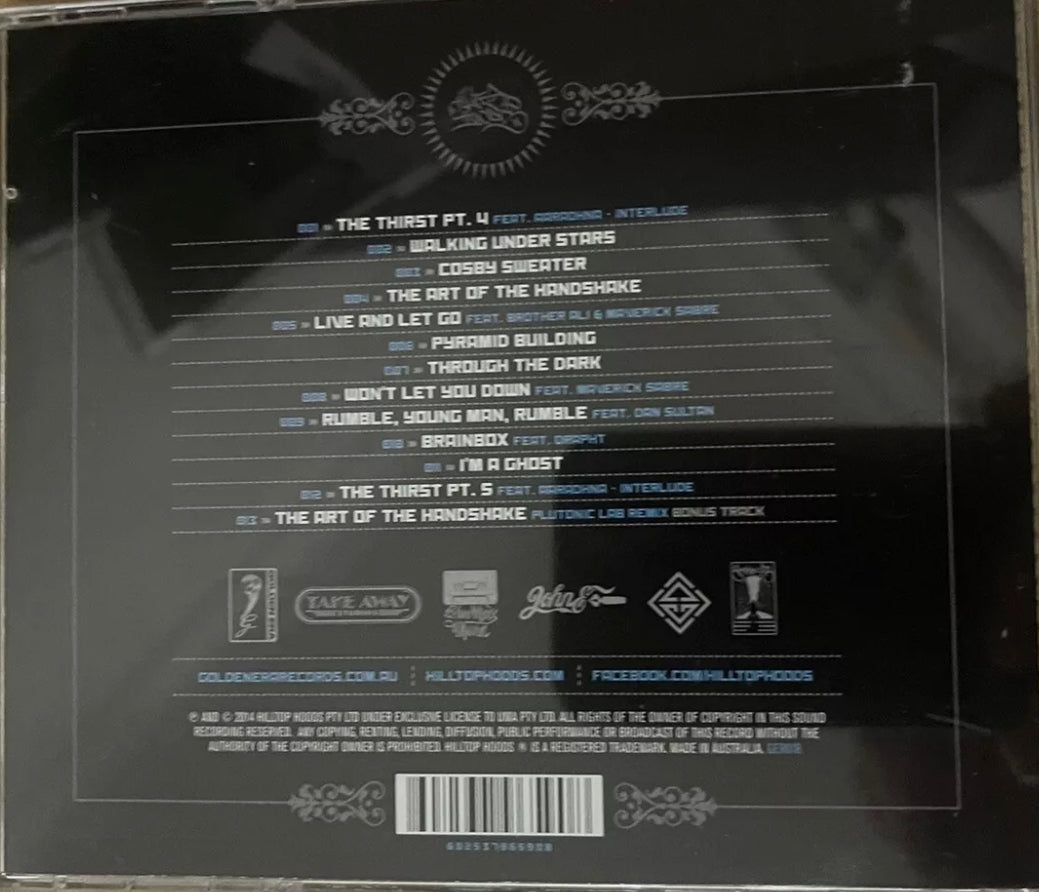 001 » THE THIRST PT. 4 FEAT. AARADHNA - INTERLUDE
002 » WALKING UNDER STARS
003 » COSBY SWEATER
004 » THE ART OF THE HANDSHAKE
005 » LIVE AND LET GO FEAT. BROTHER ALI & MAVERICK SABRE
006 » PYRAMID BUILDING
007 » THROUGH THE DARK
008 » WON'T LET YOU DOWN FEAT. MAVERICK SABRE
009 » RUMBLE, YOUNG MAN, RUMBLE FEAT. DAN SULTAN
010 » BRAINBOX FEAT. DRAPHT
011 » I'M A GHOST
012 » THE THIRST PT. 5 FEAT. AARADHNA - INTERLUDE
013 » THE ART OF THE HANDSHAKE PLUTONIC LAB REMIX BONUS TRACK
GOLDEN ERA
TAKE AWAY
John E
GOLDENERARECORDS.COM.AU : HILLTOPHOODS.COM : FACEBOOK.COM/HILLTOPHOODS
℗ AND © 2014 HILLTOP HOODS PTY LTD UNDER EXCLUSIVE LICENSE TO UMA PTY LTD. ALL RIGHTS OF THE OWNER OF COPYRIGHT IN THIS SOUND
RECORDING RESERVED. ANY COPYING, RENTING, LENDING, DIFFUSION, PUBLIC PERFORMANCE OR BROADCAST OF THIS RECORD WITHOUT THE
AUTHORITY OF THE COPYRIGHT OWNER IS PROHIBITED. HILLTOP HOODS ® IS A REGISTERED TRADEMARK. MADE IN AUSTRALIA.